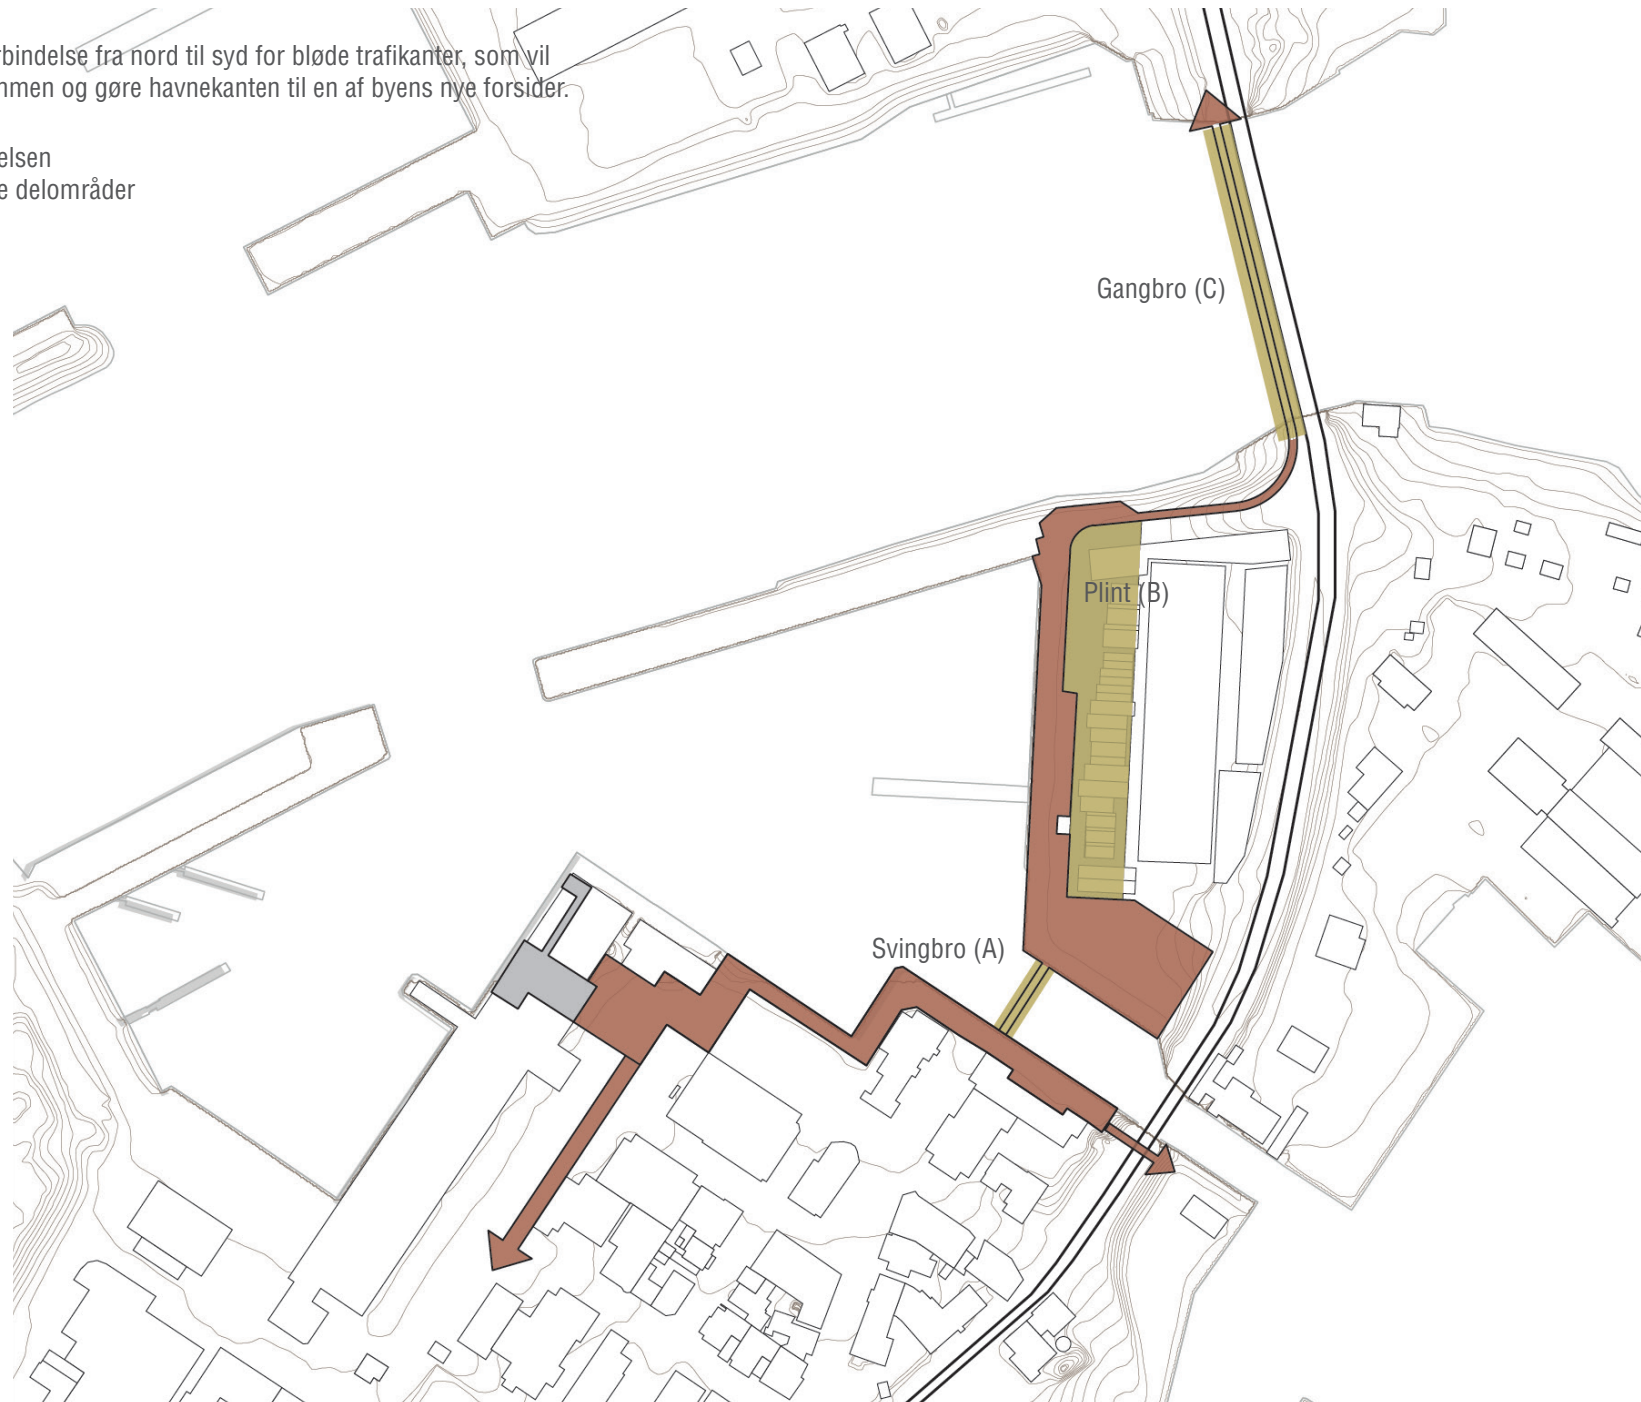 rbindelse fra nord til syd for bløde trafikanter, som vil
nmen og gøre havnekanten til en af byens nye forsider.
elsen
e delområder
Gangbro (C)
Plint (B)
Svingbro (A)